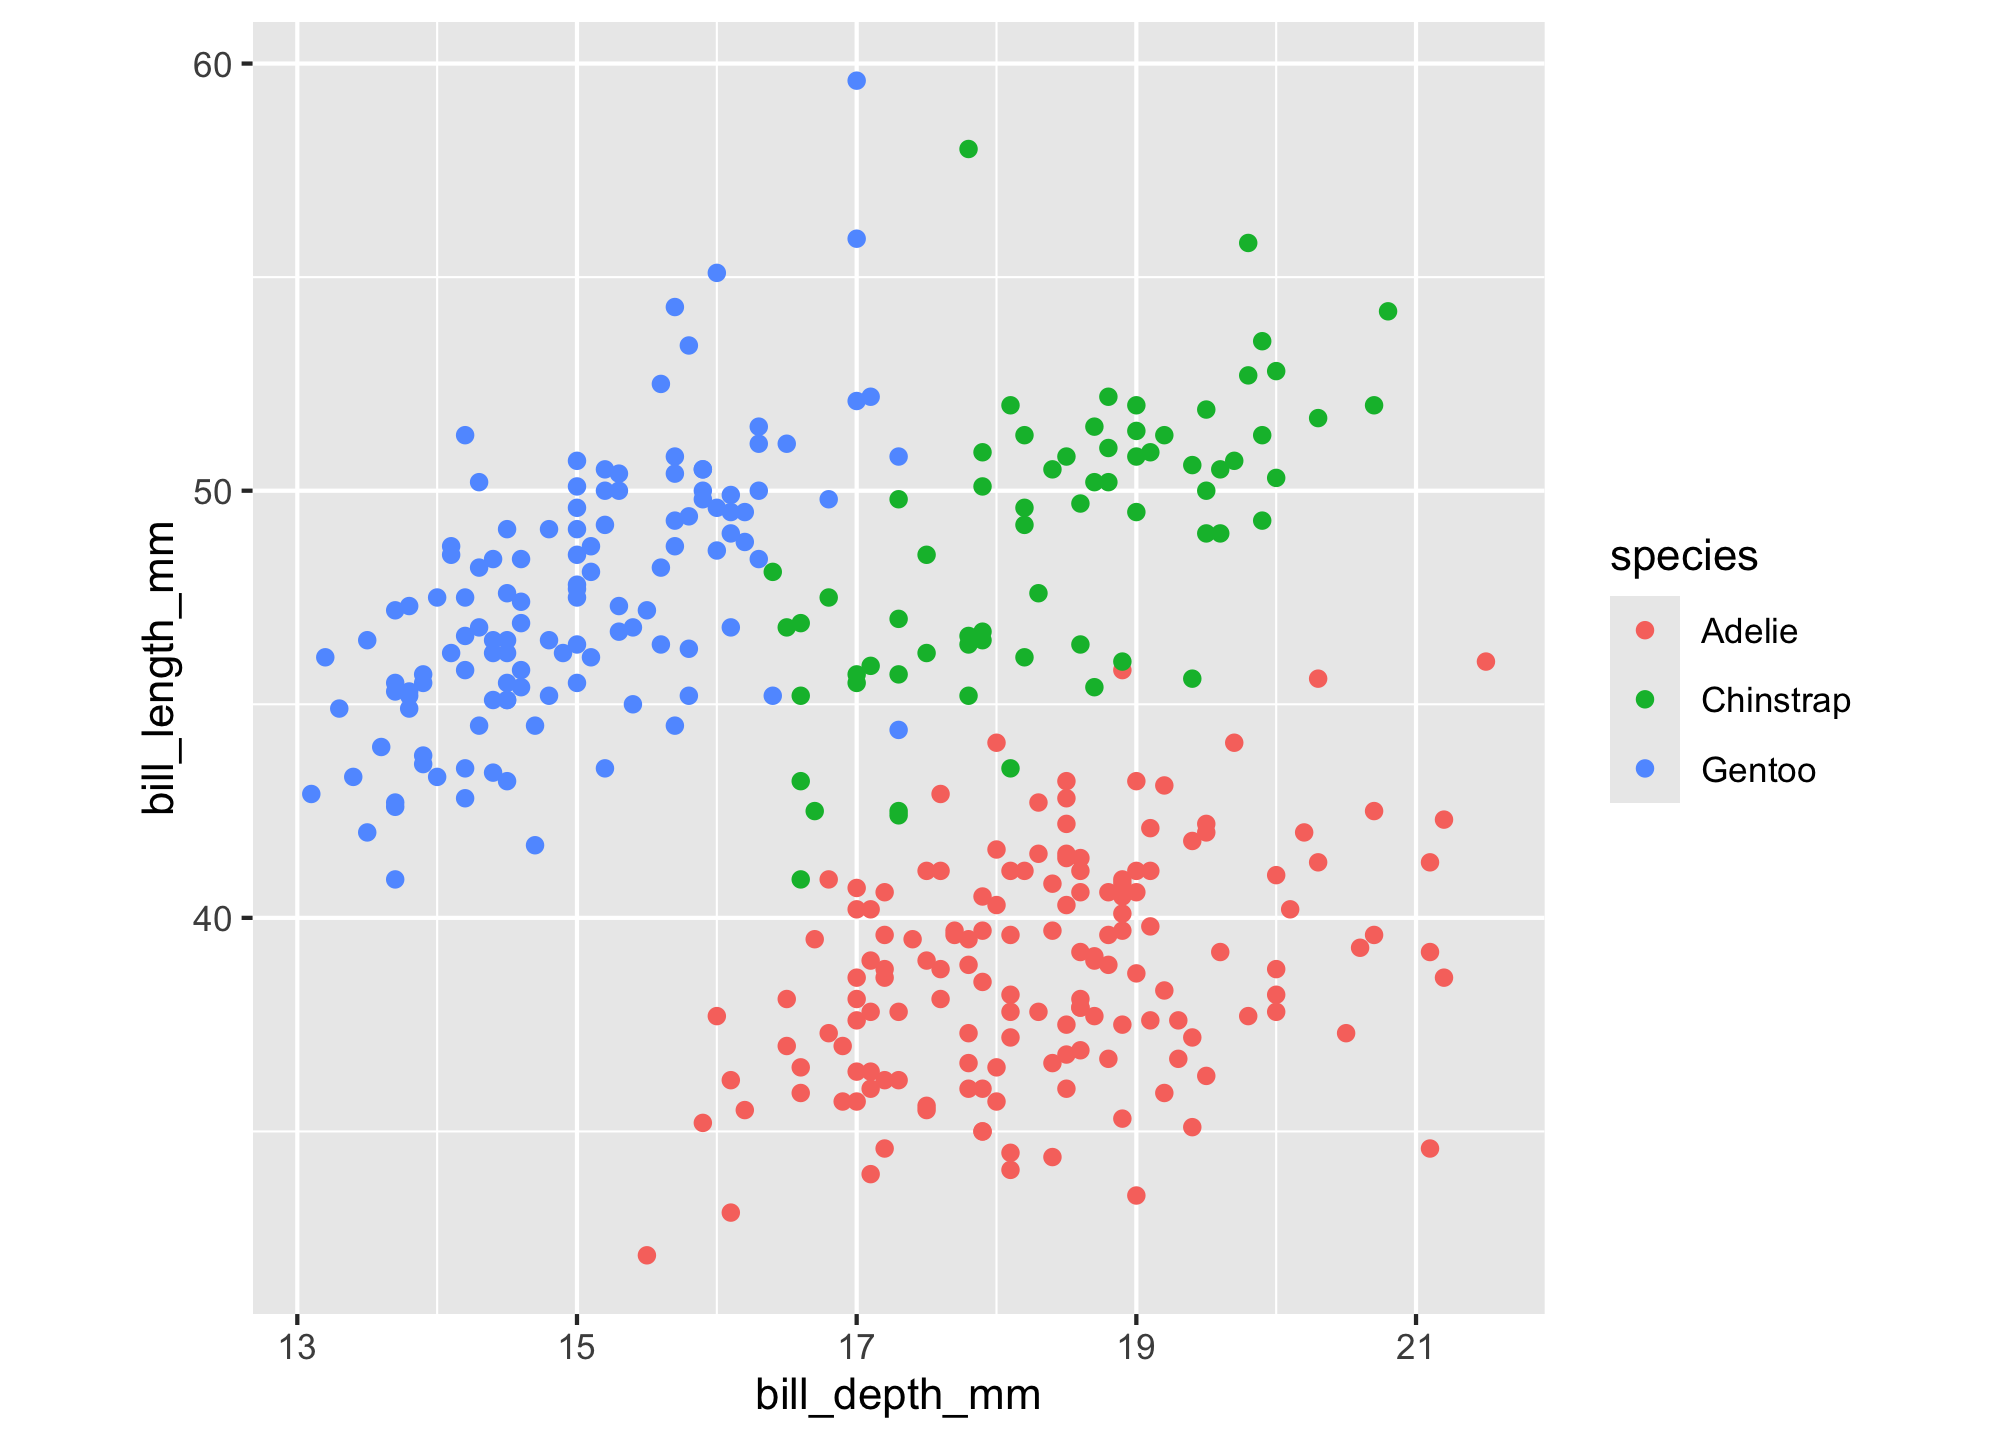 60
50
40
bill_length_mm
13
15
17
19
21
bill_depth_mm
species
Adelie
Chinstrap
Gentoo